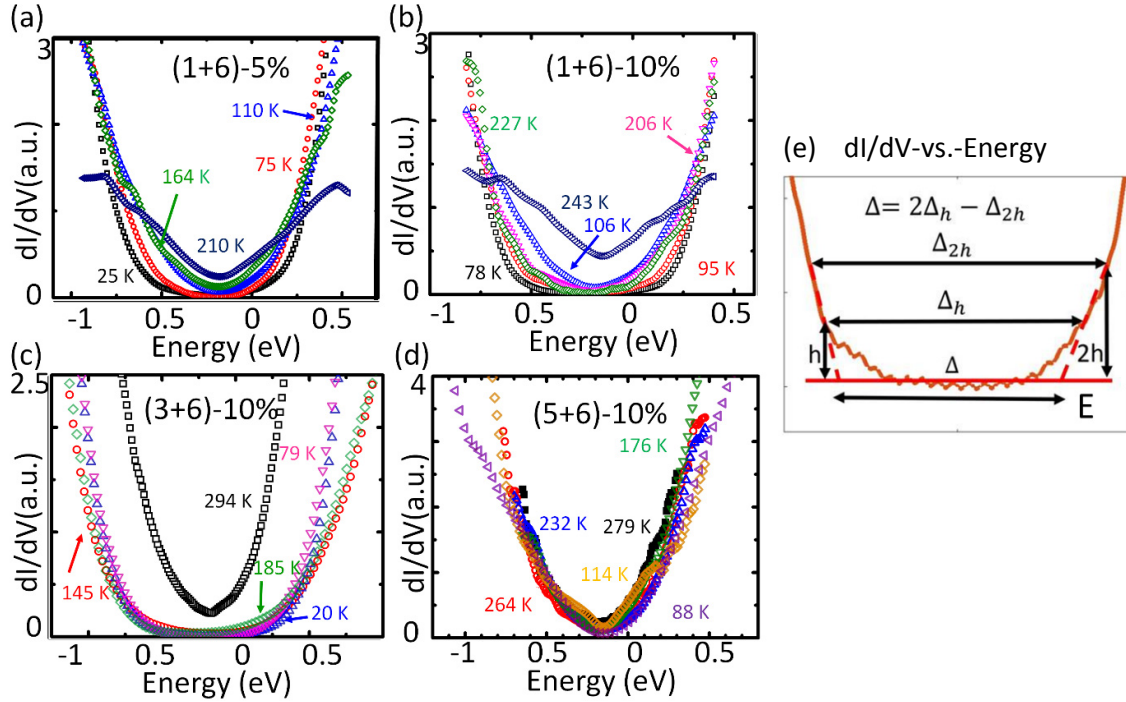 (a)
3
(1+6)-5%
110 K
75 K
164 K
210 K
25 K
0
-1 0.5 0 0.5
Energy (eV)
dI/dV(a.u.)
(b)
3
(1+6)-10%
227 K
206 K
243 K
106 K
78 K
95 K
0
-1 0.5 0 0.5
Energy (eV)
dI/dV(a.u.)
(c)
2.5
(3+6)-10%
79 K
294 K
145 K
185 K
20 K
0
-1 0.5 0 0.5
Energy (eV)
dI/dV(a.u.)
(d)
4
(5+6)-10%
176 K
232 K
279 K
114 K
264 K
88 K
0
-1 0.5 0 0.5
Energy (eV)
dI/dV(a.u.)
(e) dI/dV-vs.-Energy
Δ= 2Δₕ − Δ₂ₕ
Δ₂ₕ
Δₕ
h
Δ
2h
E